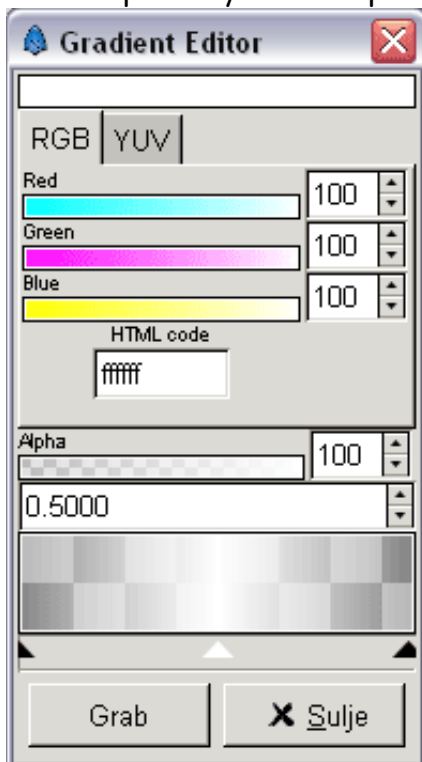 Gradient Editor
RGB YUV
Red
100
Green
100
Blue
100
HTML code
ffffff
Alpha
100
0.5000
Grab Sulje